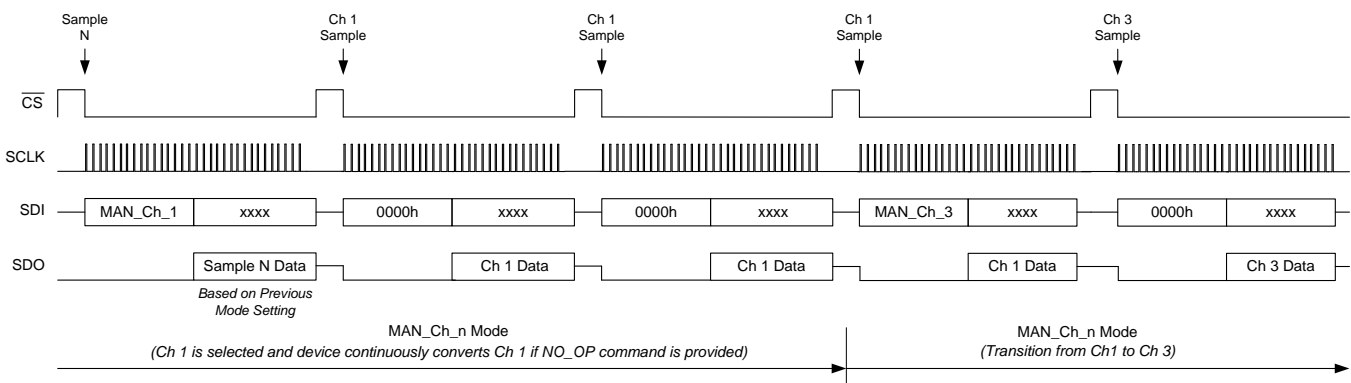 Sample
N
Ch 1
Sample
Ch 1
Sample
Ch 1
Sample
Ch 3
Sample
CS
SCLK
SDI
MAN_Ch_1
xxxx
0000h
xxxx
0000h
xxxx
MAN_Ch_3
xxxx
0000h
xxxx
SDO
Sample N Data
Ch 1 Data
Ch 1 Data
Ch 1 Data
Ch 3 Data
Based on Previous
Mode Setting
MAN_Ch_n Mode
(Ch 1 is selected and device continuously converts Ch 1 if NO_OP command is provided)
MAN_Ch_n Mode
(Transition from Ch1 to Ch 3)